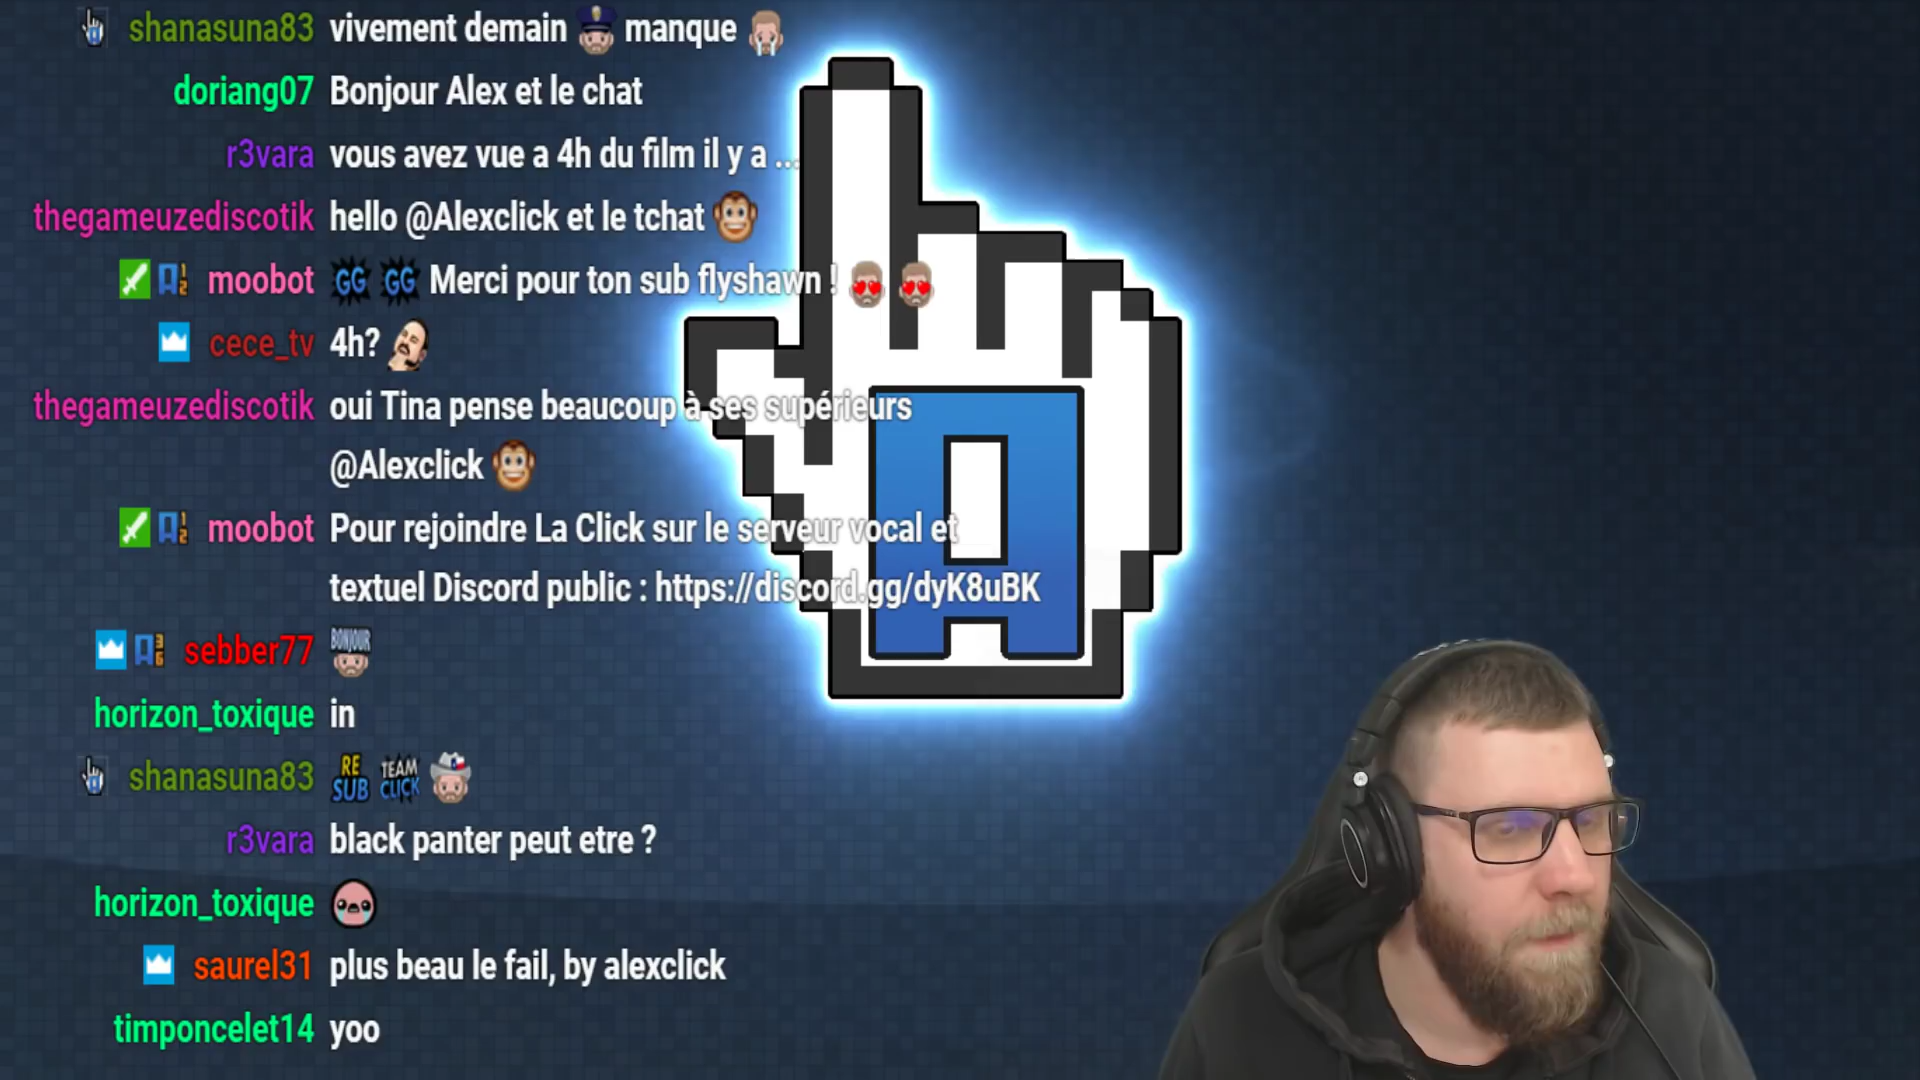 shanasuna83 vivement demain manque
doriang07 Bonjour Alex et le chat
r3vara vous avez vue a 4h du film il y a ...
thegameuzediscotik hello @Alexclick et le tchat
moobot GG GG Merci pour ton sub flyshawn !
cece_tv 4h?
thegameuzediscotik oui Tina pense beaucoup à ses supérieurs
@Alexclick
moobot Pour rejoindre La Click sur le serveur vocal et
textuel Discord public : https://discord.gg/dyK8uBK
sebber77 BONJOUR
horizon_toxique in
shanasuna83 RE SUB TEAM CLICK
r3vara black panter peut etre ?
horizon_toxique
saurel31 plus beau le fail, by alexclick
timponcelet14 yoo